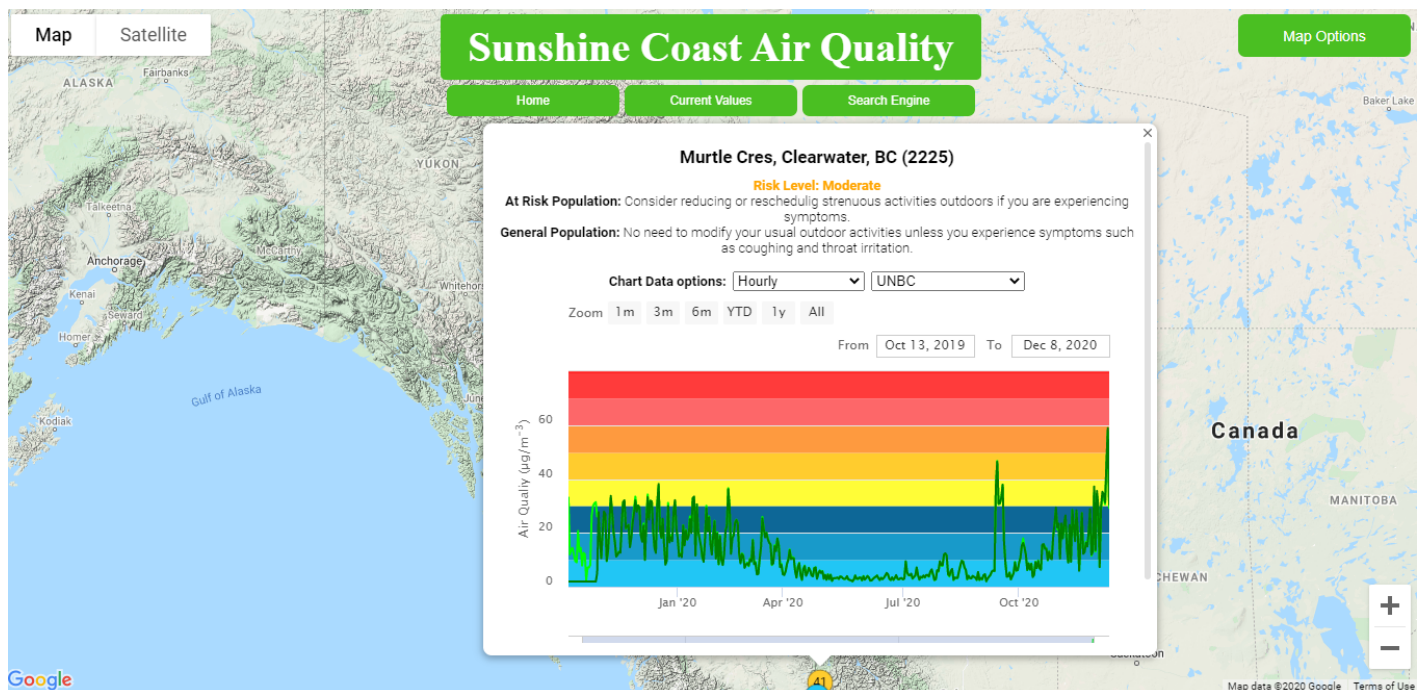 Map
Satellite
Sunshine Coast Air Quality
Map Options
Home
Current Values
Search Engine
ALASKA
Fairbanks
Baker Lake
YUKON
Talkeetna
McCarthy
Anchorage
Kenai
Seward
Homer
Whitehors
Gulf of Alaska
Kodiak
June
Canada
MANITOBA
CHEWAN
×
Murtle Cres, Clearwater, BC (2225)
Risk Level: Moderate
At Risk Population: Consider reducing or reschedulig strenuous activities outdoors if you are experiencing
symptoms.
General Population: No need to modify your usual outdoor activities unless you experience symptoms such
as coughing and throat irritation.
Chart Data options: Hourly UNBC
Zoom 1m 3m 6m YTD 1y All
From Oct 13, 2019 To Dec 8, 2020
Air Qualiy (µg/m⁻³)
60
40
20
0
Jan '20 Apr '20 Jul '20 Oct '20
41
+
−
Google
Map data ©2020 Google Terms of Use